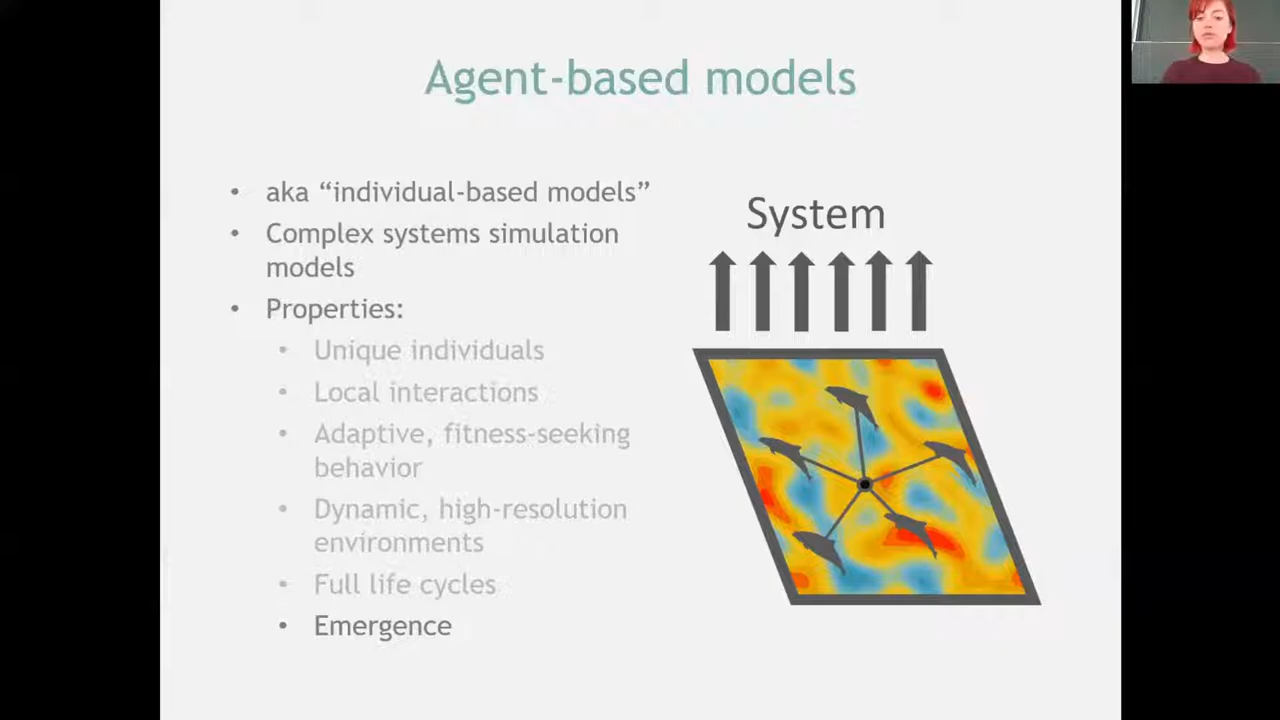 Agent-based models
• aka “individual-based models”
• Complex systems simulation
models
• Properties:
• Unique individuals
• Local interactions
• Adaptive, fitness-seeking
behavior
• Dynamic, high-resolution
environments
• Full life cycles
• Emergence
System